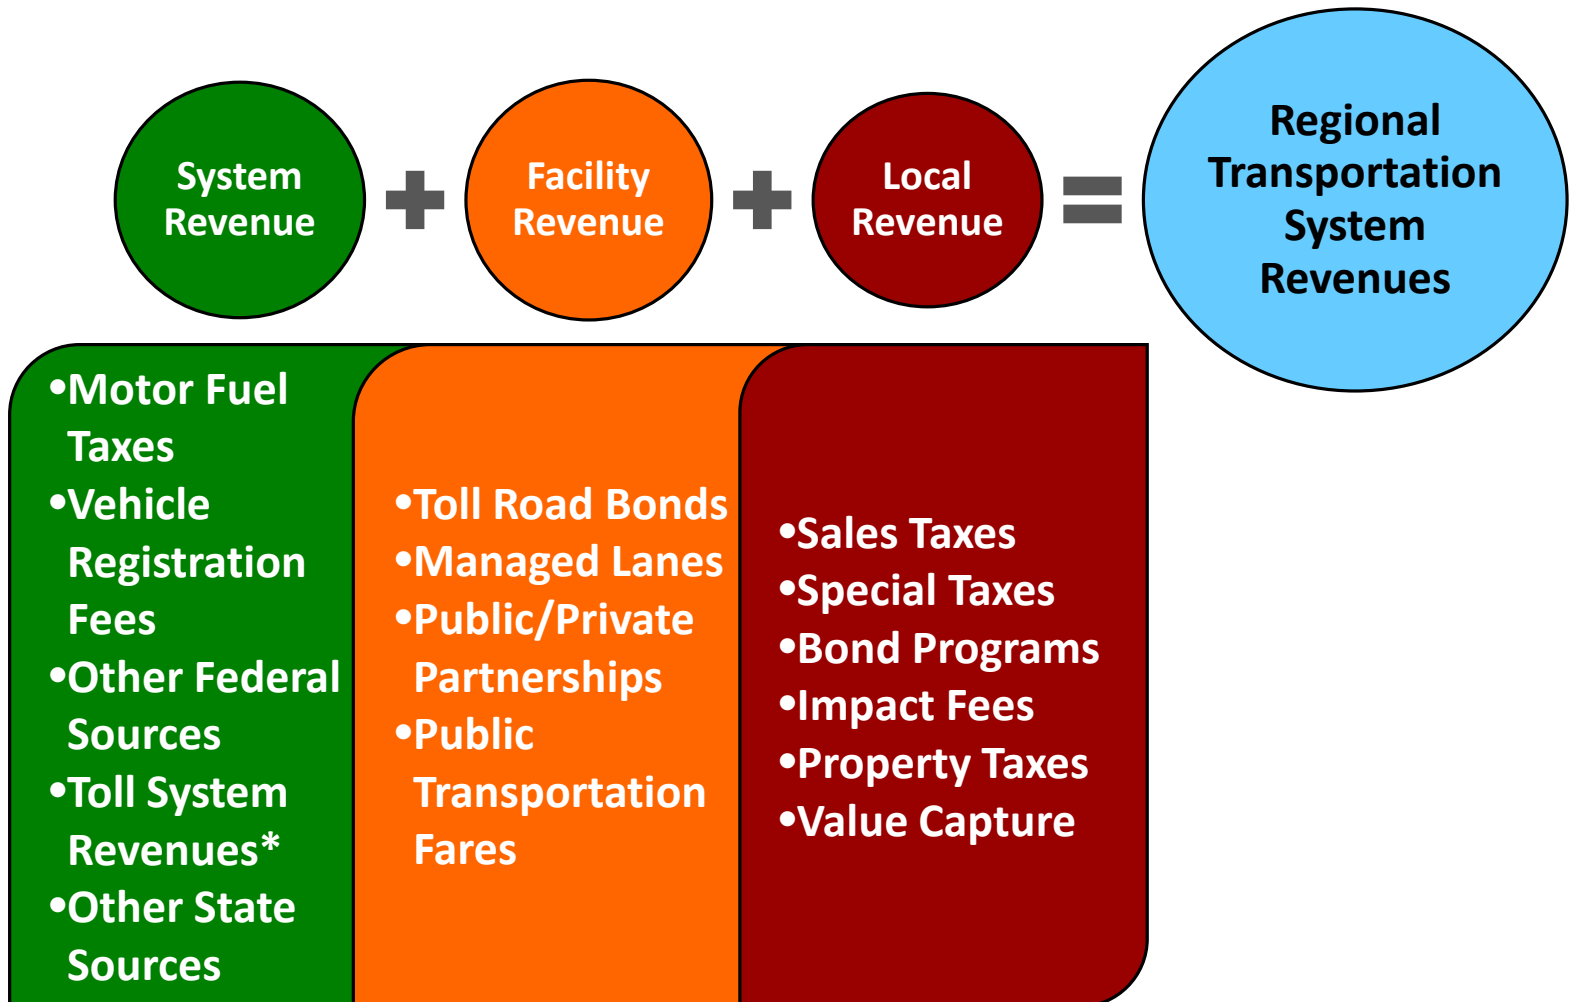 System
Revenue
Facility
Revenue
Local
Revenue
Regional
Transportation
System
Revenues
•Motor Fuel
Taxes
•Vehicle
Registration
Fees
•Other Federal
Sources
•Toll System
Revenues*
•Other State
Sources
•Toll Road Bonds
•Managed Lanes
•Public/Private
Partnerships
•Public
Transportation
Fares
•Sales Taxes
•Special Taxes
•Bond Programs
•Impact Fees
•Property Taxes
•Value Capture